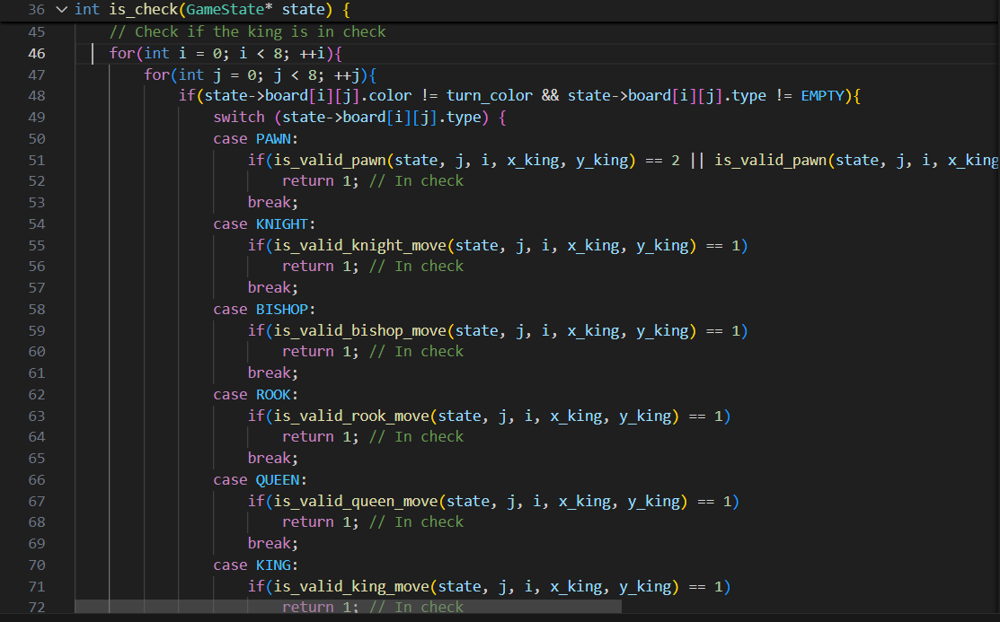 36 int is_check(GameState* state) {
45 // Check if the king is in check
46 for(int i = 0; i < 8; ++i){
47 for(int j = 0; j < 8; ++j){
48 if(state->board[i][j].color != turn_color && state->board[i][j].type != EMPTY){
49 switch (state->board[i][j].type) {
50 case PAWN:
51 if(is_valid_pawn(state, j, i, x_king, y_king) == 2 || is_valid_pawn(state, j, i, x_king
52 return 1; // In check
53 break;
54 case KNIGHT:
55 if(is_valid_knight_move(state, j, i, x_king, y_king) == 1)
56 return 1; // In check
57 break;
58 case BISHOP:
59 if(is_valid_bishop_move(state, j, i, x_king, y_king) == 1)
60 return 1; // In check
61 break;
62 case ROOK:
63 if(is_valid_rook_move(state, j, i, x_king, y_king) == 1)
64 return 1; // In check
65 break;
66 case QUEEN:
67 if(is_valid_queen_move(state, j, i, x_king, y_king) == 1)
68 return 1; // In check
69 break;
70 case KING:
71 if(is_valid_king_move(state, j, i, x_king, y_king) == 1)
72 return 1; // In check